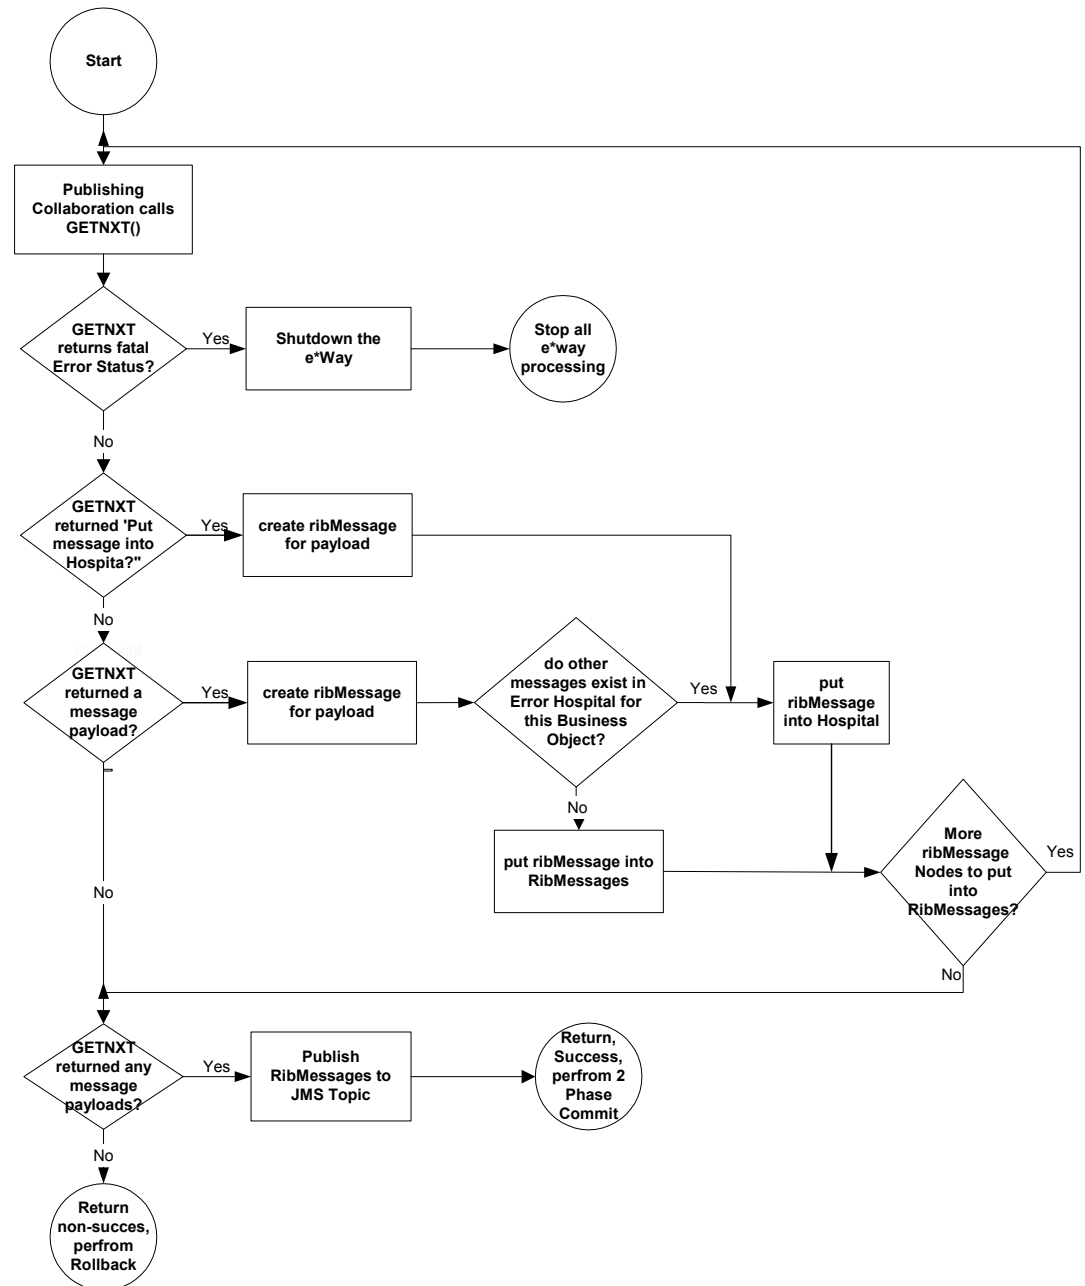 Start
Publishing
Collaboration calls
GETNXT()
GETNXT
returns fatal
Error Status?
Yes
Shutdown the
e*Way
Stop all
e*way
processing
No
GETNXT
returned 'Put
message into
Hospita?"
Yes
create ribMessage
for payload
No
GETNXT
returned a
message
payload?
Yes
create ribMessage
for payload
do other
messages exist in
Error Hospital for
this Business
Object?
Yes
put
ribMessage
into Hospital
No
put ribMessage into
RibMessages
More
ribMessage
Nodes to put
into
RibMessages?
Yes
No
No
GETNXT
returned any
message
payloads?
Yes
Publish
RibMessages to
JMS Topic
Return,
Success,
perfrom 2
Phase
Commit
No
Return
non-succes,
perfrom
Rollback